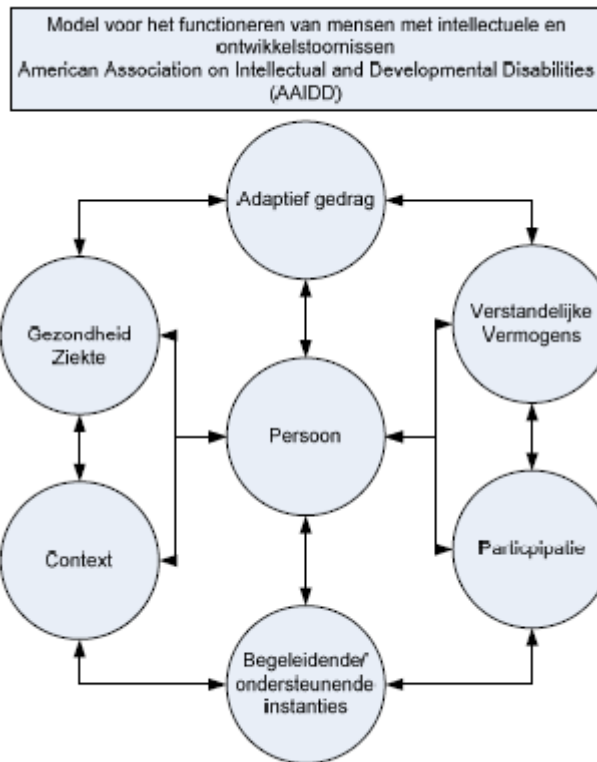 Model voor het functioneren van mensen met intellectuele en
ontwikkelstoornissen
American Association on Intellectual and Developmental Disabilities
(AAIDD)
Adaptief gedrag
Gezondheid
Ziekte
Verstandelijke
Vermogens
Persoon
Context
Particpipatie
Begeleidende/
ondersteunende
instanties